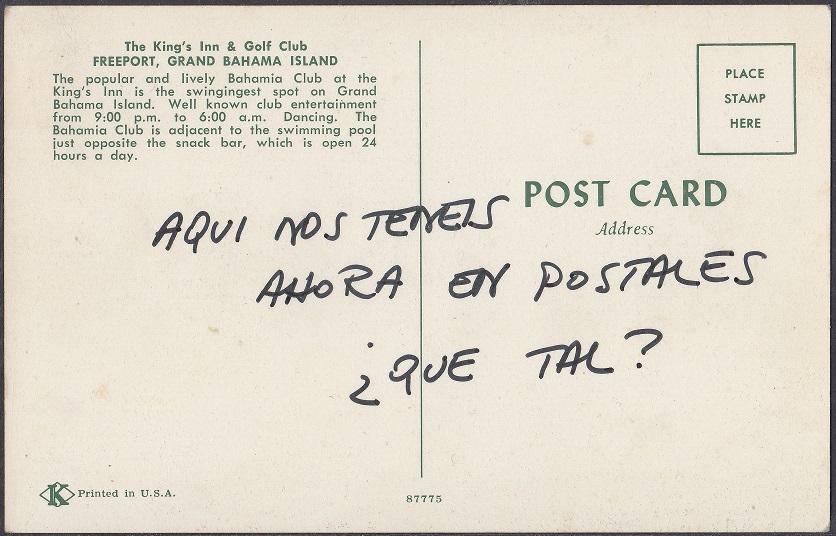 The King's Inn & Golf Club
FREEPORT, GRAND BAHAMA ISLAND
The popular and lively Bahamia Club at the
King's Inn is the swingingest spot on Grand
Bahama Island. Well known club entertainment
from 9:00 p.m. to 6:00 a.m. Dancing. The
Bahamia Club is adjacent to the swimming pool
just opposite the snack bar, which is open 24
hours a day.
PLACE
STAMP
HERE
POST CARD
Address
AQUI NOS TENEIS
AHORA EN POSTALES
¿QUE TAL?
K Printed in U.S.A.
87775